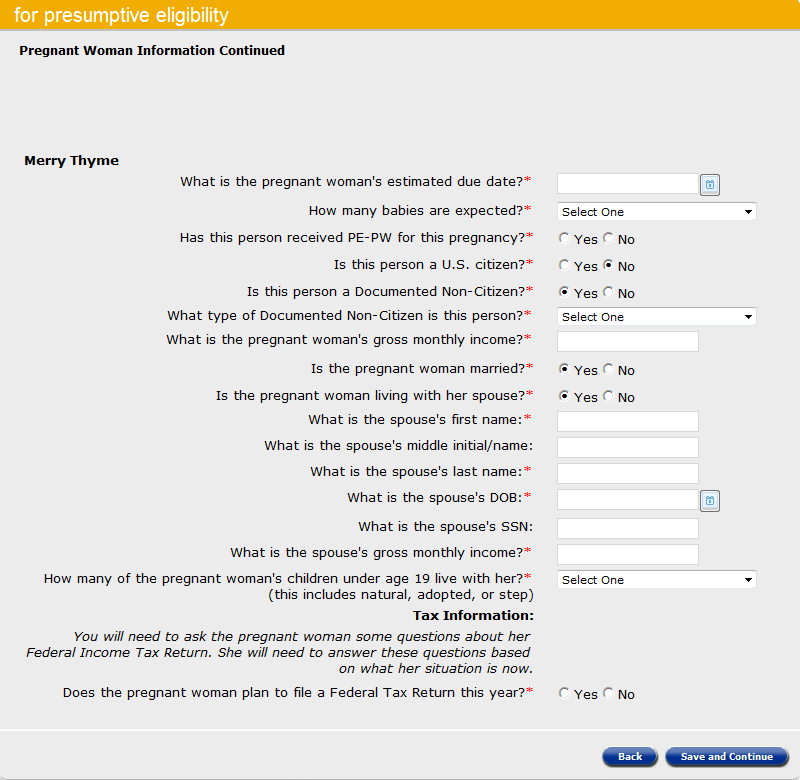 for presumptive eligibility
Pregnant Woman Information Continued
Merry Thyme
What is the pregnant woman's estimated due date?*
How many babies are expected?* Select One
Has this person received PE-PW for this pregnancy?* Yes No
Is this person a U.S. citizen?* Yes No
Is this person a Documented Non-Citizen?* Yes No
What type of Documented Non-Citizen is this person?* Select One
What is the pregnant woman's gross monthly income?*
Is the pregnant woman married?* Yes No
Is the pregnant woman living with her spouse?* Yes No
What is the spouse's first name:*
What is the spouse's middle initial/name:
What is the spouse's last name:*
What is the spouse's DOB:*
What is the spouse's SSN:
What is the spouse's gross monthly income?*
How many of the pregnant woman's children under age 19 live with her?* Select One
(this includes natural, adopted, or step)
Tax Information:
You will need to ask the pregnant woman some questions about her
Federal Income Tax Return. She will need to answer these questions based
on what her situation is now.
Does the pregnant woman plan to file a Federal Tax Return this year?* Yes No
Back Save and Continue